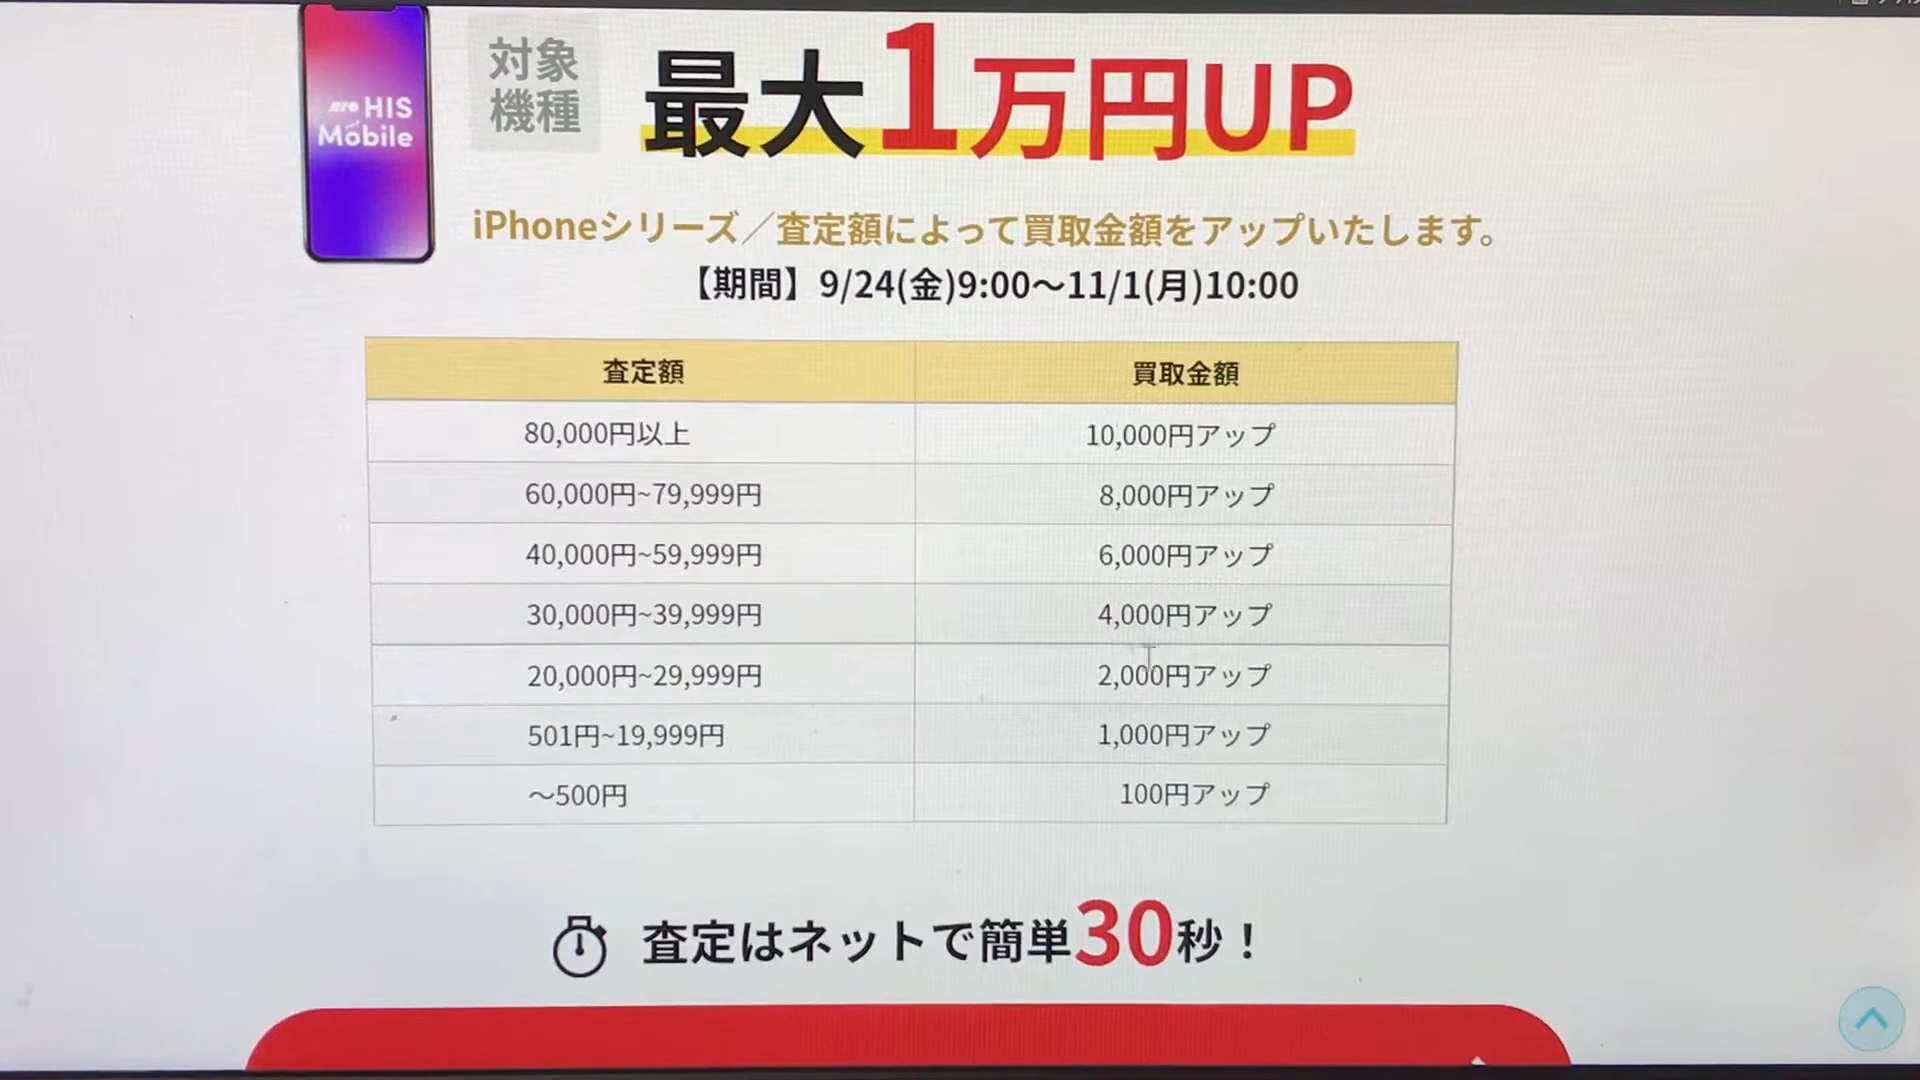 HIS
Mobile
対象
機種
最大1万円UP
iPhoneシリーズ／査定額によって買取金額をアップいたします。
【期間】9/24(金)9:00〜11/1(月)10:00
査定額 買取金額
80,000円以上 10,000円アップ
60,000円~79,999円 8,000円アップ
40,000円~59,999円 6,000円アップ
30,000円~39,999円 4,000円アップ
20,000円~29,999円 2,000円アップ
501円~19,999円 1,000円アップ
〜500円 100円アップ
査定はネットで簡単30秒！